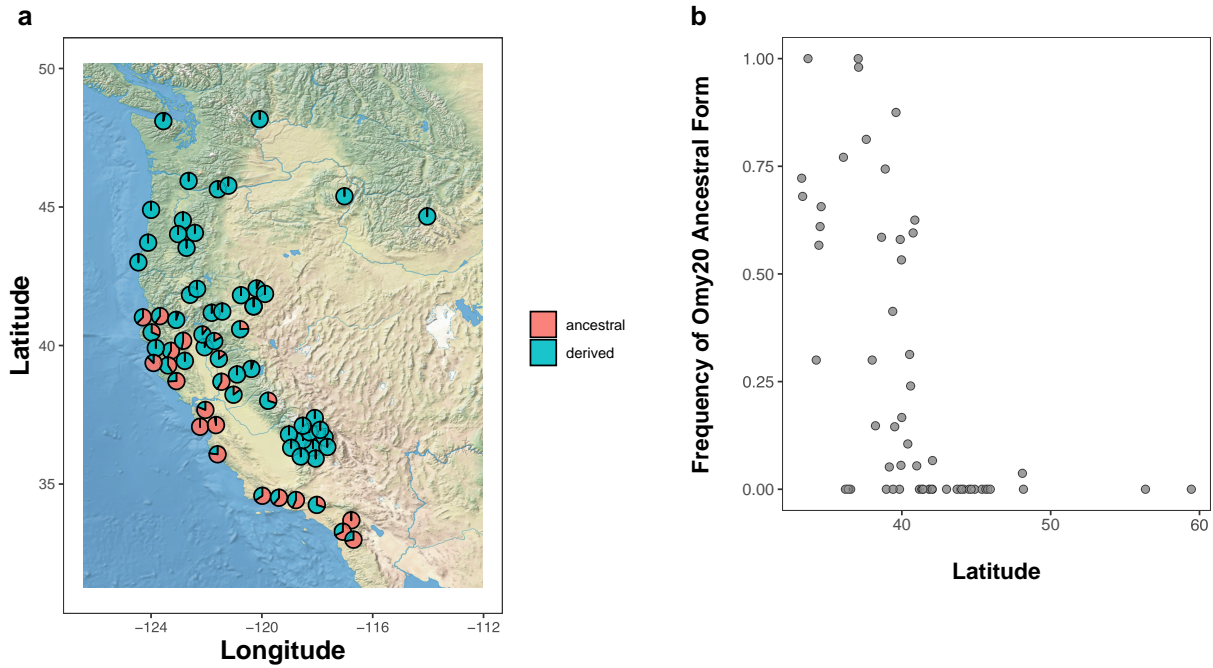 a
Latitude
50
45
40
35
−124
−120
−116
−112
Longitude
ancestral
derived
b
Frequency of Omy20 Ancestral Form
1.00
0.75
0.50
0.25
0.00
40
50
60
Latitude